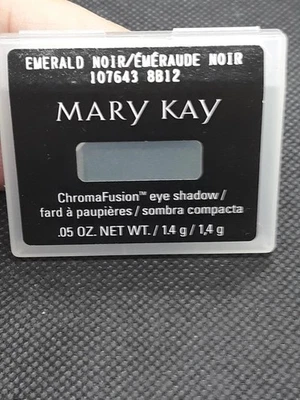 EMERALD NOIR/ÉMÉRAUDE NOIR
107643 8B12
MARY KAY
ChromaFusion™ eye shadow /
fard à paupières / sombra compacta
.05 OZ. NET WT. / 1.4 g / 1,4 g